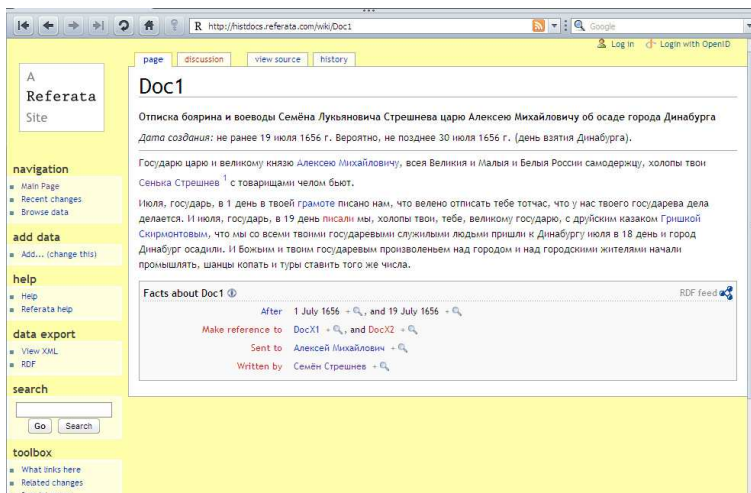 R http://histdocs.referata.com/wiki/Doc1
Google
Log in Login with OpenID
page discussion view source history
A
Referata
Site
Doc1
Отписка боярина и воеводы Семёна Лукьяновича Стрешнева царю Алексею Михайловичу об осаде города Динабурга
Дата создания: не ранее 19 июля 1656 г. Вероятно, не позднее 30 июля 1656 г. (день взятия Динабурга).
Государю царю и великому князю Алексею Михайловичу, всея Великия и Малыя и Белыя России самодержцу, холопы твои
Сенька Стрешнев 1 с товарищами челом бьют.
Июля, государь, в 1 день в твоей грамоте писано нам, что велено отписать тебе тотчас, что у нас твоего государева дела
делается. И июля, государь, в 19 день писали мы, холопы твои, тебе, великому государю, с друйским казаком Гришкой
Скирмонтовым, что мы со всеми твоими государевыми служилыми людьми пришли к Динабургу июля в 18 день и город
Динабург осадили. И Божьим и твоим государевым произволеньем над городом и над городскими жителями начали
промышлять, шанцы копать и туры ставить того же числа.
Facts about Doc1 RDF feed
After 1 July 1656 + , and 19 July 1656 +
Make reference to DocX1 + , and DocX2 +
Sent to Алексей Михайлович +
Written by Семён Стрешнев +
navigation
Main Page
Recent changes
Browse data
add data
Add... (change this)
help
Help
Referata help
data export
View XML
RDF
search
Go Search
toolbox
What links here
Related changes